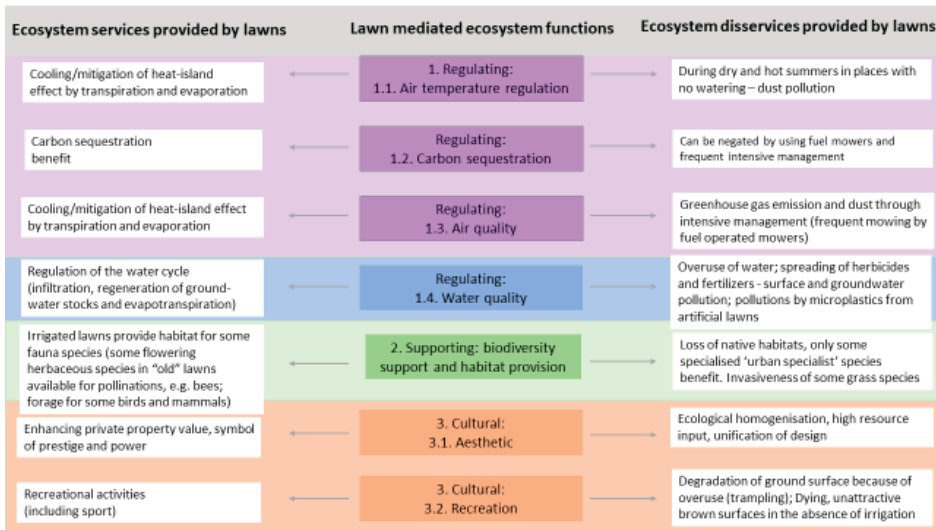 Ecosystem services provided by lawns
Lawn mediated ecosystem functions
Ecosystem disservices provided by lawns
Cooling/mitigation of heat-island
effect by transpiration and evaporation
1. Regulating:
1.1. Air temperature regulation
During dry and hot summers in places with
no watering – dust pollution
Carbon sequestration
benefit
Regulating:
1.2. Carbon sequestration
Can be negated by using fuel mowers and
frequent intensive management
Cooling/mitigation of heat-island effect
by transpiration and evaporation
Regulating:
1.3. Air quality
Greenhouse gas emission and dust through
intensive management (frequent mowing by
fuel operated mowers)
Regulation of the water cycle
(infiltration, regeneration of ground-
water stocks and evapotranspiration)
Regulating:
1.4. Water quality
Overuse of water; spreading of herbicides
and fertilizers - surface and groundwater
pollution; pollutions by microplastics from
artificial lawns
Irrigated lawns provide habitat for some
fauna species (some flowering
herbaceous species in “old” lawns
available for pollinations, e.g. bees;
forage for some birds and mammals)
2. Supporting: biodiversity
support and habitat provision
Loss of native habitats, only some
specialised ‘urban specialist’ species
benefit. Invasiveness of some grass species
Enhancing private property value, symbol
of prestige and power
3. Cultural:
3.1. Aesthetic
Ecological homogenisation, high resource
input, unification of design
Recreational activities
(including sport)
3. Cultural:
3.2. Recreation
Degradation of ground surface because of
overuse (trampling); Dying, unattractive
brown surfaces in the absence of irrigation